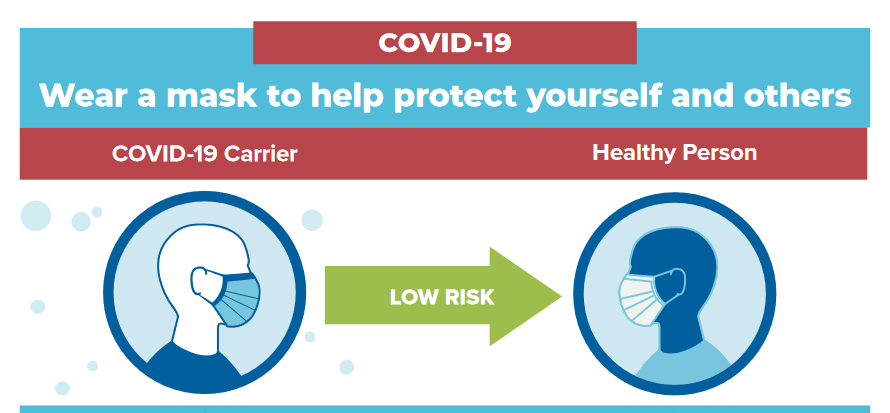 COVID-19
Wear a mask to help protect yourself and others
COVID-19 Carrier
Healthy Person
LOW RISK